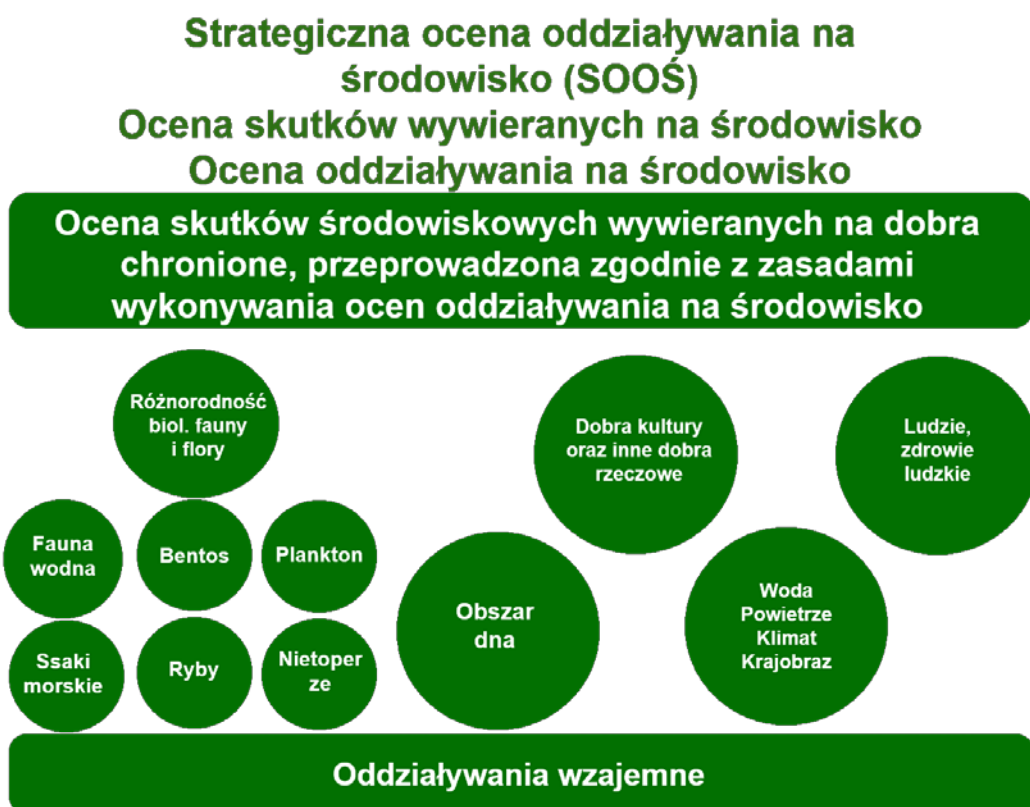 Strategiczna ocena oddziaływania na
środowisko (SOOŚ)
Ocena skutków wywieranych na środowisko
Ocena oddziaływania na środowisko
Ocena skutków środowiskowych wywieranych na dobra
chronione, przeprowadzona zgodnie z zasadami
wykonywania ocen oddziaływania na środowisko
Różnorodność
biol. fauny
i flory
Dobra kultury
oraz inne dobra
rzeczowe
Ludzie,
zdrowie
ludzkie
Fauna
wodna
Bentos
Plankton
Obszar
dna
Woda
Powietrze
Klimat
Krajobraz
Ssaki
morskie
Ryby
Nietoper
ze
Oddziaływania wzajemne